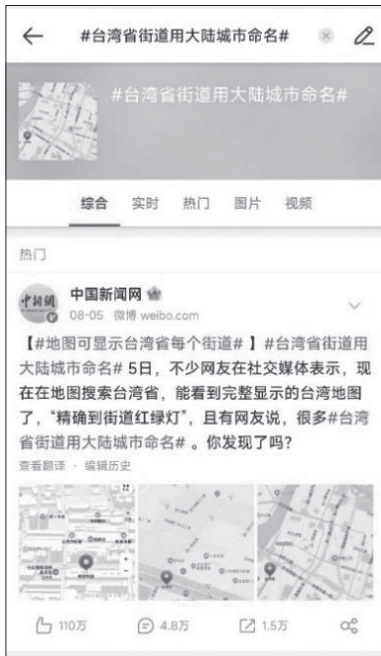 #台湾省街道用大陆城市命名#
#台湾省街道用大陆城市命名#
综合 实时 热门 图片 视频
热门
中新网
中国新闻网
08-05 微博 weibo.com
【#地图可显示台湾省每个街道# 】#台湾省街道用
大陆城市命名# 5日，不少网友在社交媒体表示，现
在在地图搜索台湾省，能看到完整显示的台湾地图
了，“精确到街道红绿灯”，且有网友说，很多#台湾
省街道用大陆城市命名# 。你发现了吗？
查看翻译 · 编辑历史
110万 4.8万 1.5万